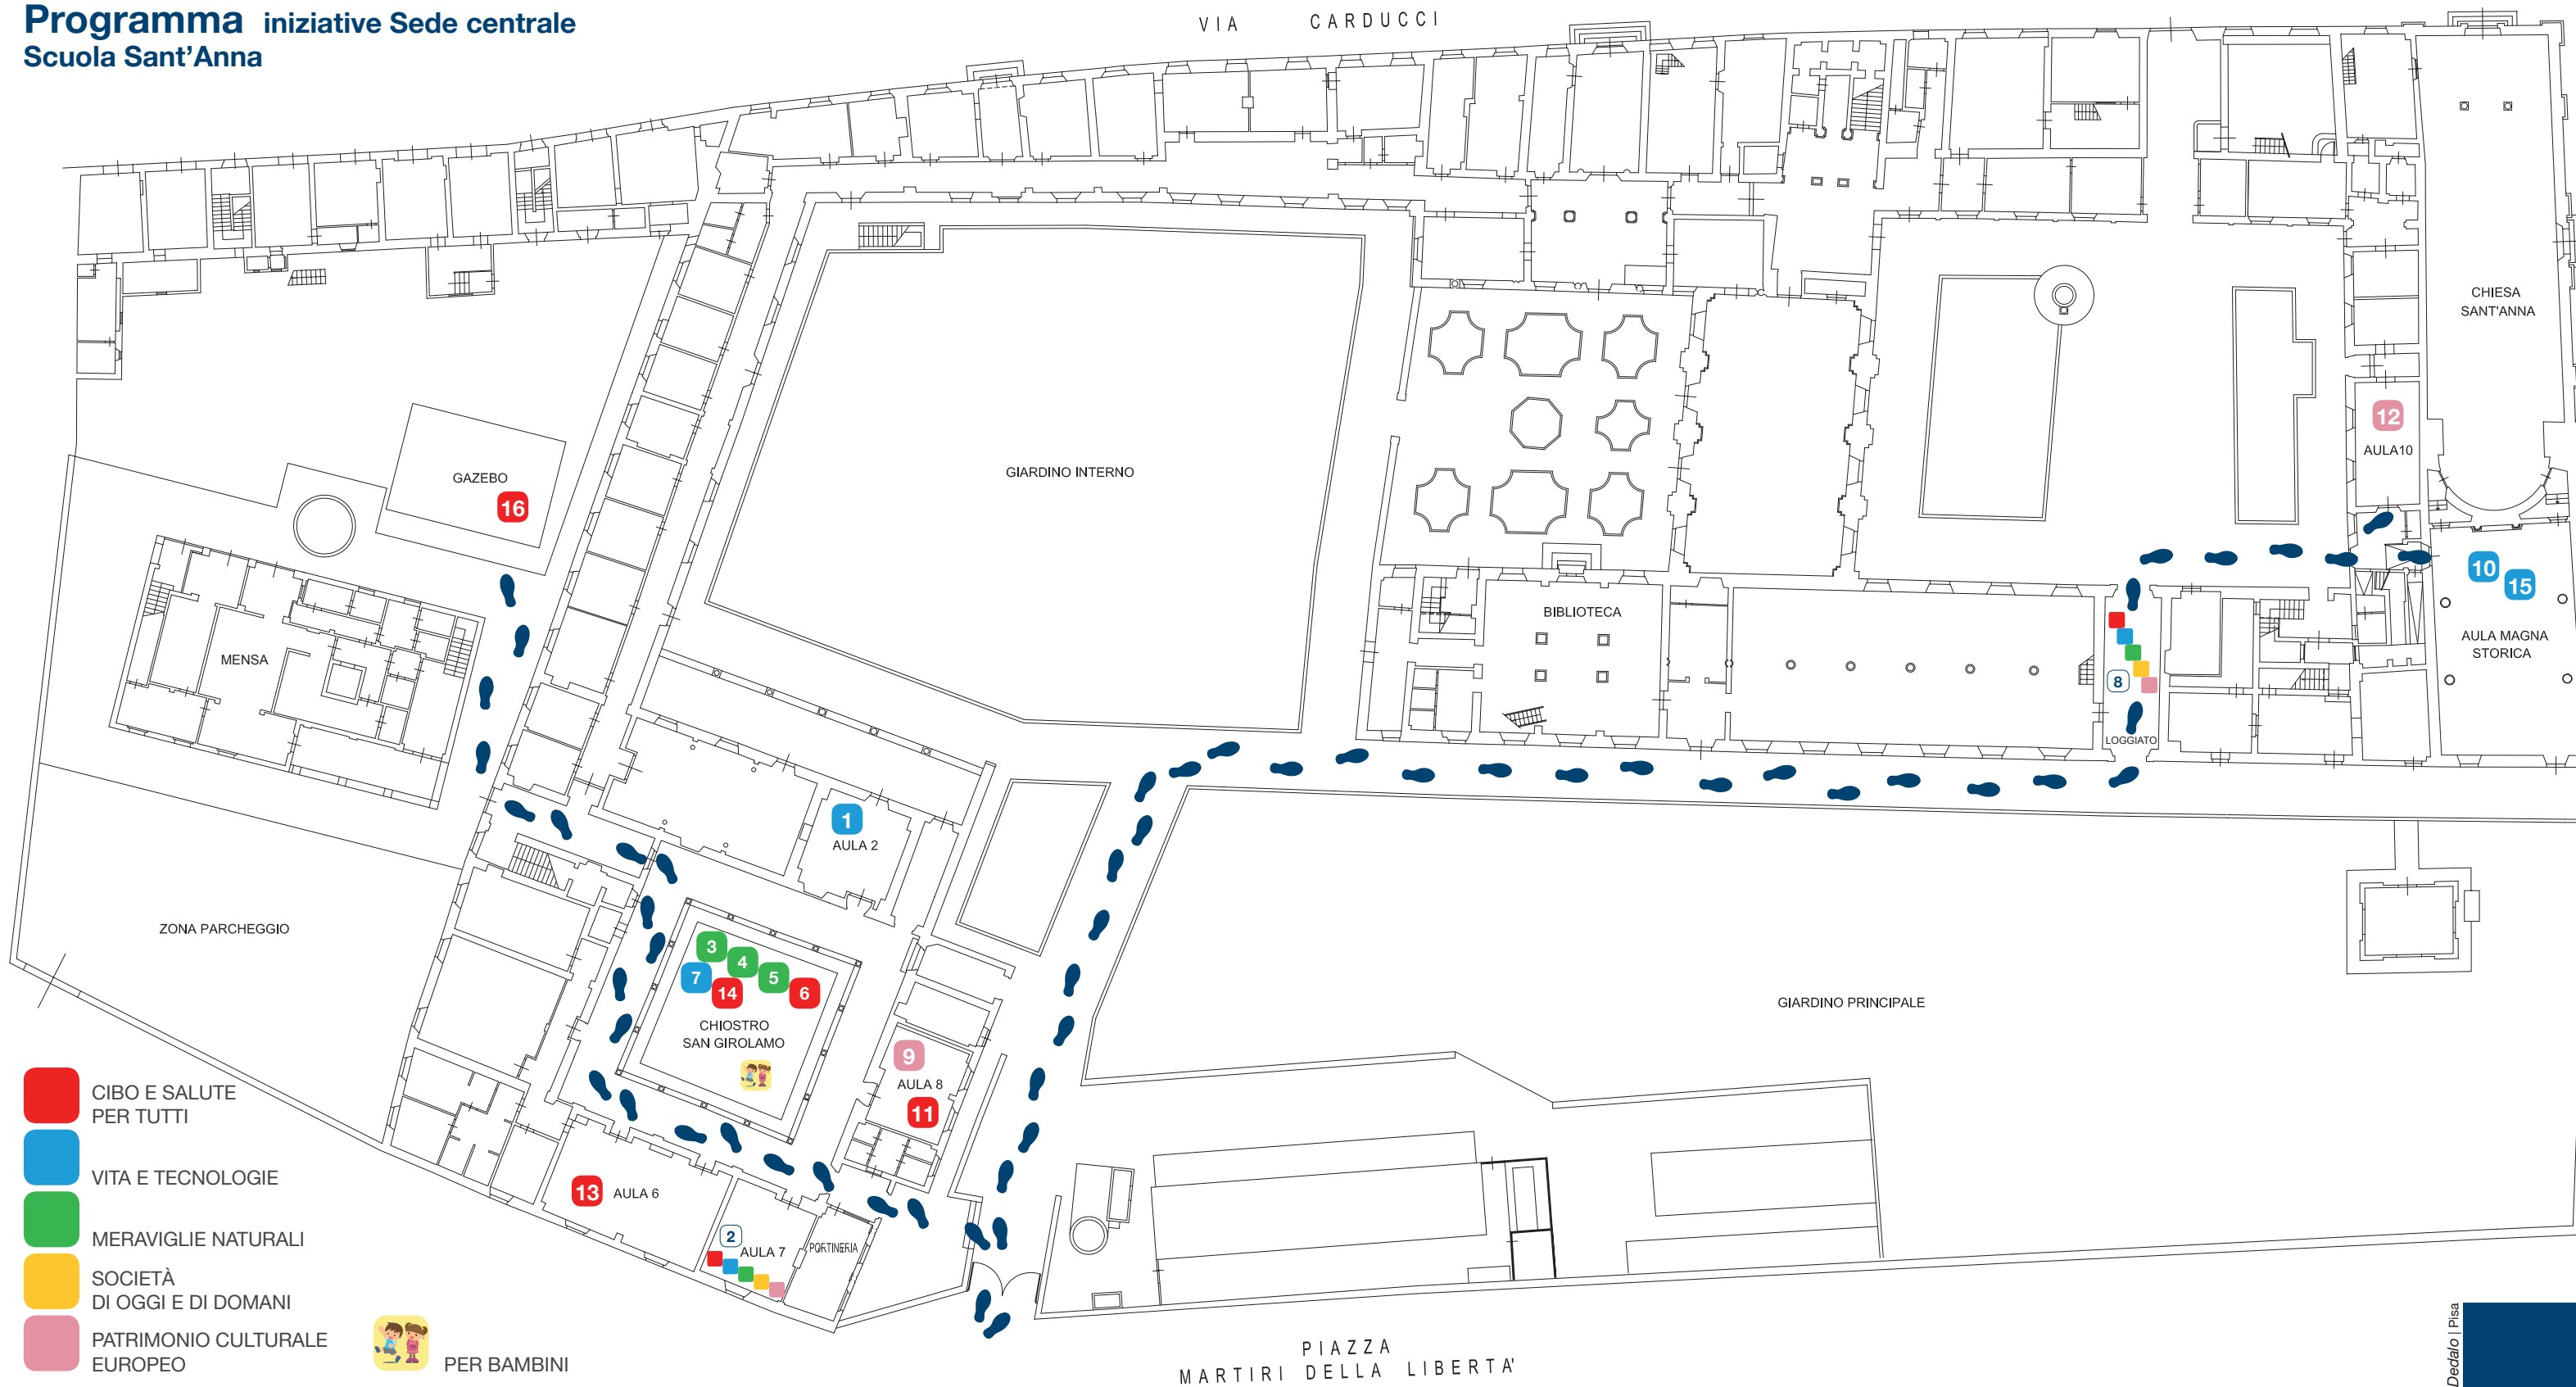 Programma iniziative Sede centrale
Scuola Sant'Anna
VIA CARDUCCI
CHIESA
SANT'ANNA
12
AULA10
GAZEBO
16
GIARDINO INTERNO
10
15
AULA MAGNA
STORICA
BIBLIOTECA
MENSA
8
LOGGIATO
1
AULA 2
ZONA PARCHEGGIO
3
4
5
6
7
14
CHIOSTRO
SAN GIROLAMO
GIARDINO PRINCIPALE
9
AULA 8
11
13
AULA 6
2
AULA 7
PORTINERIA
CIBO E SALUTE
PER TUTTI
VITA E TECNOLOGIE
MERAVIGLIE NATURALI
SOCIETÀ
DI OGGI E DI DOMANI
PATRIMONIO CULTURALE
EUROPEO
PER BAMBINI
PIAZZA
MARTIRI DELLA LIBERTA'
Dedalo | Pisa